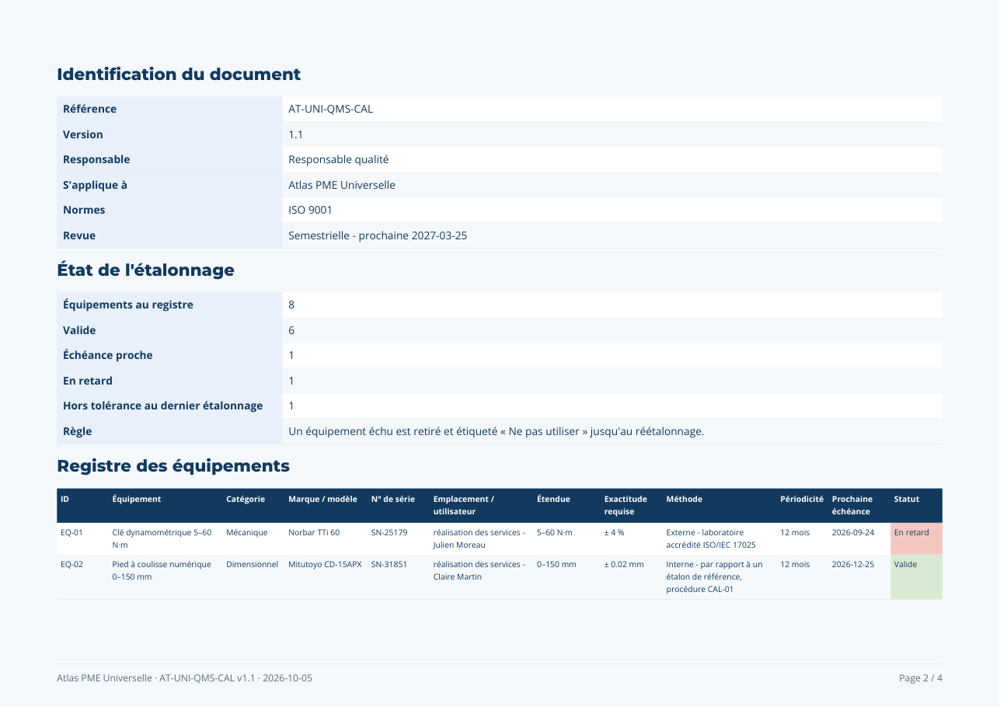 Identification du document
Référence AT-UNI-QMS-CAL
Version 1.1
Responsable Responsable qualité
S'applique à Atlas PME Universelle
Normes ISO 9001
Revue Semestrielle - prochaine 2027-03-25
État de l'étalonnage
Équipements au registre 8
Valide 6
Échéance proche 1
En retard 1
Hors tolérance au dernier étalonnage 1
Règle Un équipement échu est retiré et étiqueté « Ne pas utiliser » jusqu'au réétalonnage.
Registre des équipements
ID Équipement Catégorie Marque / modèle N° de série Emplacement / Étendue Exactitude Méthode Périodicité Prochaine Statut
utilisateur requise échéance
EQ-01 Clé dynamométrique 5–60 Mécanique Norbar TTi 60 SN-25179 réalisation des services - 5–60 N·m ± 4 % Externe - laboratoire 12 mois 2026-09-24 En retard
N·m Julien Moreau accrédité ISO/IEC 17025
EQ-02 Pied à coulisse numérique Dimensionnel Mitutoyo CD-15APX SN-31851 réalisation des services - 0–150 mm ± 0.02 mm Interne - par rapport à un 12 mois 2026-12-25 Valide
0–150 mm Claire Martin étalon de référence,
procédure CAL-01
Atlas PME Universelle · AT-UNI-QMS-CAL v1.1 · 2026-10-05 Page 2 / 4